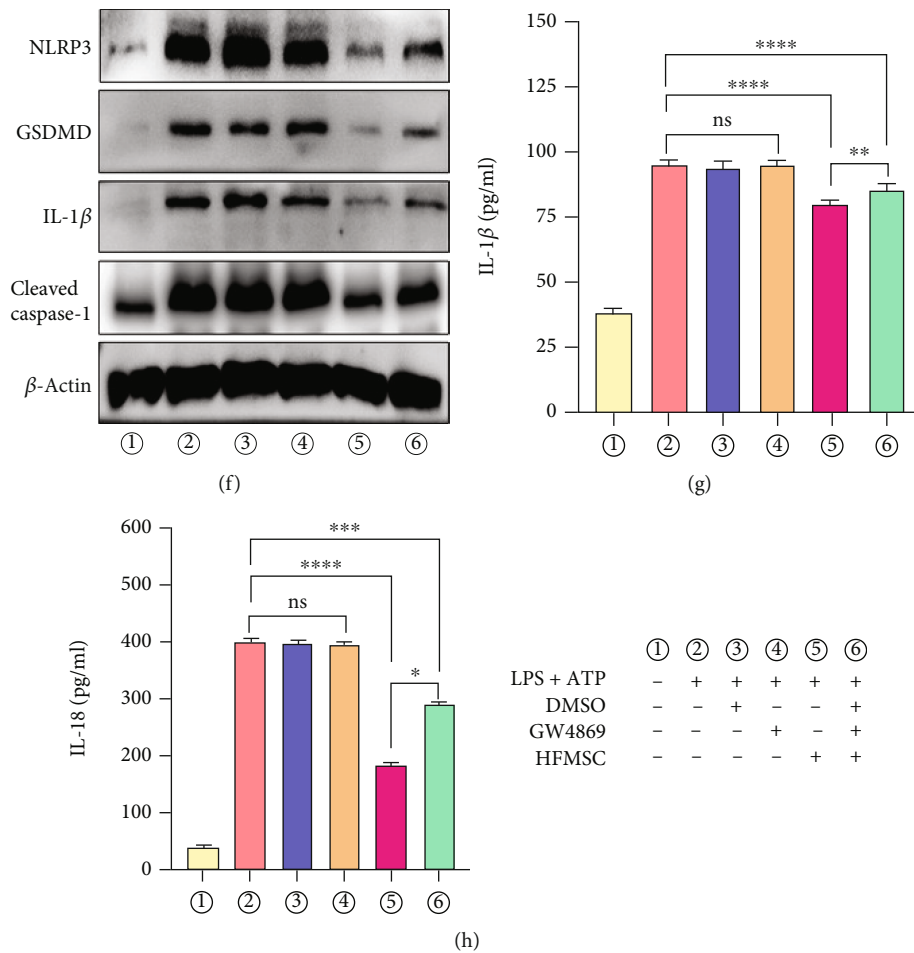 NLRP3
GSDMD
IL-1β
Cleaved
caspase-1
β-Actin
① ② ③ ④ ⑤ ⑥
(f)
150
125
100
75
50
25
0
IL-1β (pg/ml)
****
****
ns
**
① ② ③ ④ ⑤ ⑥
(g)
600
500
400
300
200
100
0
IL-18 (pg/ml)
***
****
ns
*
① ② ③ ④ ⑤ ⑥
① ② ③ ④ ⑤ ⑥
LPS + ATP – + + + + +
DMSO – – + – – +
GW4869 – – – + – +
HFMSC – – – – + +
(h)